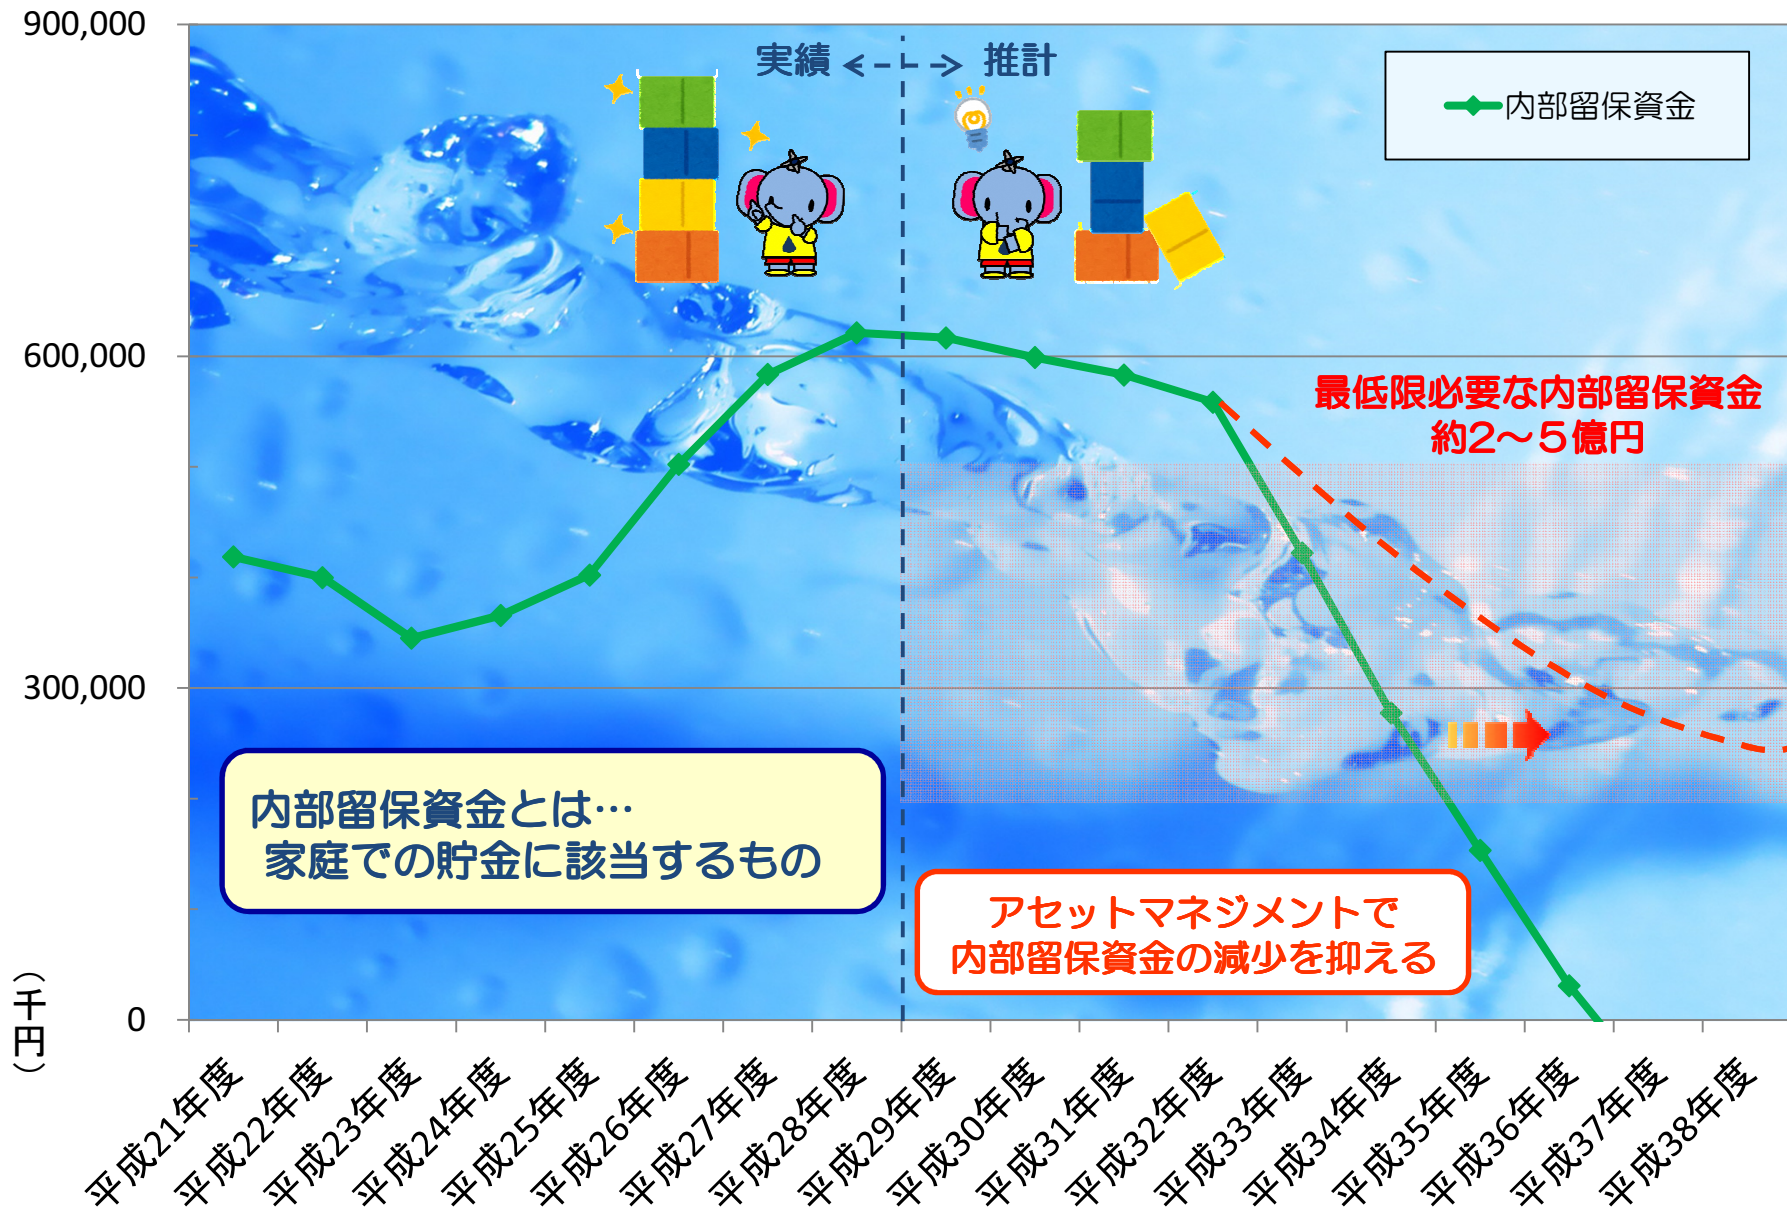 900,000
600,000
300,000
0
(千円)
実績
推計
内部留保資金
最低限必要な内部留保資金
約2～5億円
内部留保資金とは…
家庭での貯金に該当するもの
アセットマネジメントで
内部留保資金の減少を抑える
平成21年度
平成22年度
平成23年度
平成24年度
平成25年度
平成26年度
平成27年度
平成28年度
平成29年度
平成30年度
平成31年度
平成32年度
平成33年度
平成34年度
平成35年度
平成36年度
平成37年度
平成38年度